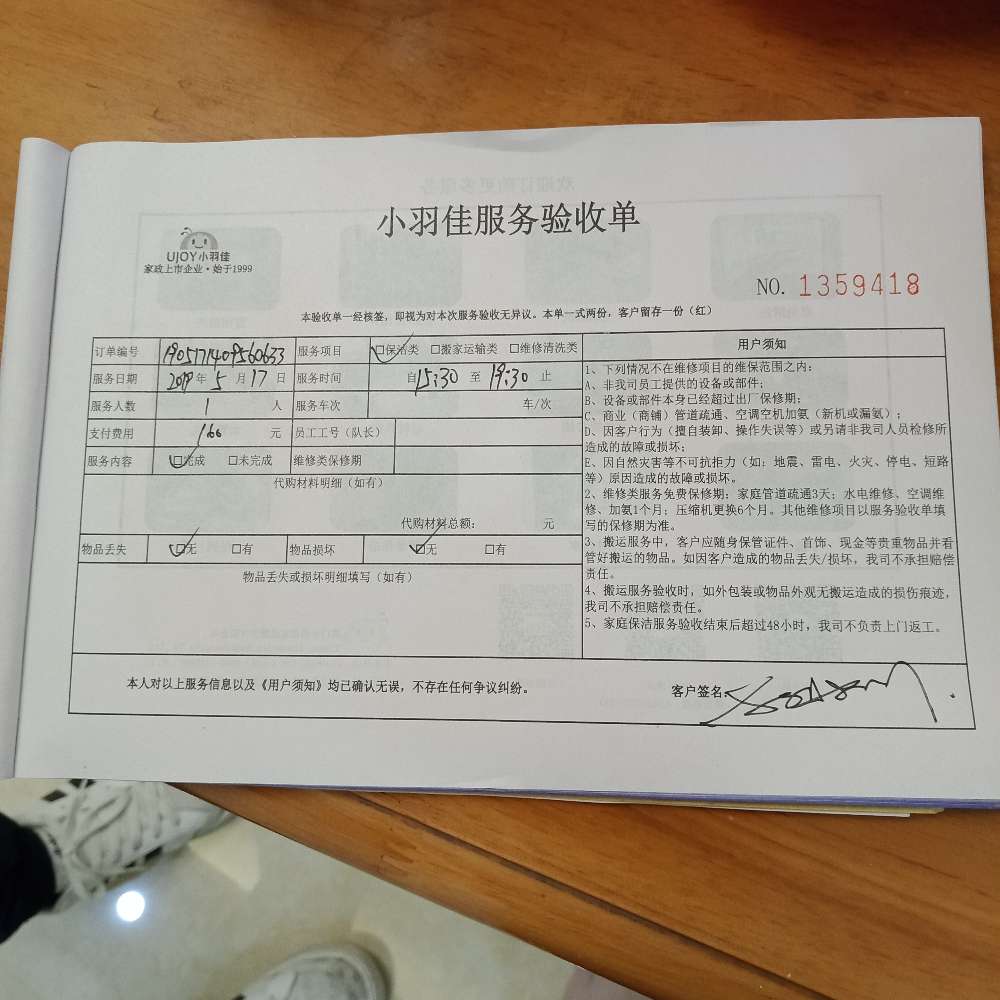 小羽佳服务验收单
UJOY小羽佳
家政上市企业·始于1999
NO. 1359418
本验收单一经核签，即视为对本次服务验收无异议。本单一式两份，客户留存一份（红）
订单编号 1905171409560633 服务项目 □保洁类 □搬家运输类 □维修清洗类
服务日期 2019年5月17日 服务时间 自15:30至19:30止
服务人数 1 人 服务车次 车/次
支付费用 166 元 员工工号（队长）
服务内容 □完成 □未完成 维修类保修期
代购材料明细（如有）
代购材料总额： 元
物品丢失 □无 □有 物品损坏 □无 □有
物品丢失或损坏明细填写（如有）
用户须知
1、下列情况不在维修项目的维保范围之内：
A、非我司员工提供的设备或部件；
B、设备或部件本身已经超过出厂保修期；
C、商业（商铺）管道疏通、空调空机加氨（新机或漏氨）；
D、因客户行为（擅自装卸、操作失误等）或另请非我司人员检修所
造成的故障或损坏；
E、因自然灾害等不可抗拒力（如：地震、雷电、火灾、停电、短路
等）原因造成的故障或损坏。
2、维修类服务免费保修期：家庭管道疏通3天；水电维修、空调维
修、加氨1个月；压缩机更换6个月。其他维修项目以服务验收单填
写的保修期为准。
3、搬运服务中，客户应随身保管证件、首饰、现金等贵重物品并看
管好搬运的物品。如因客户造成的物品丢失/损坏，我司不承担赔偿
责任。
4、搬运服务验收时，如外包装或物品外观无搬运造成的损伤痕迹，
我司不承担赔偿责任。
5、家庭保洁服务验收结束后超过48小时，我司不负责上门返工。
本人对以上服务信息以及《用户须知》均已确认无误，不存在任何争议纠纷。
客户签名：